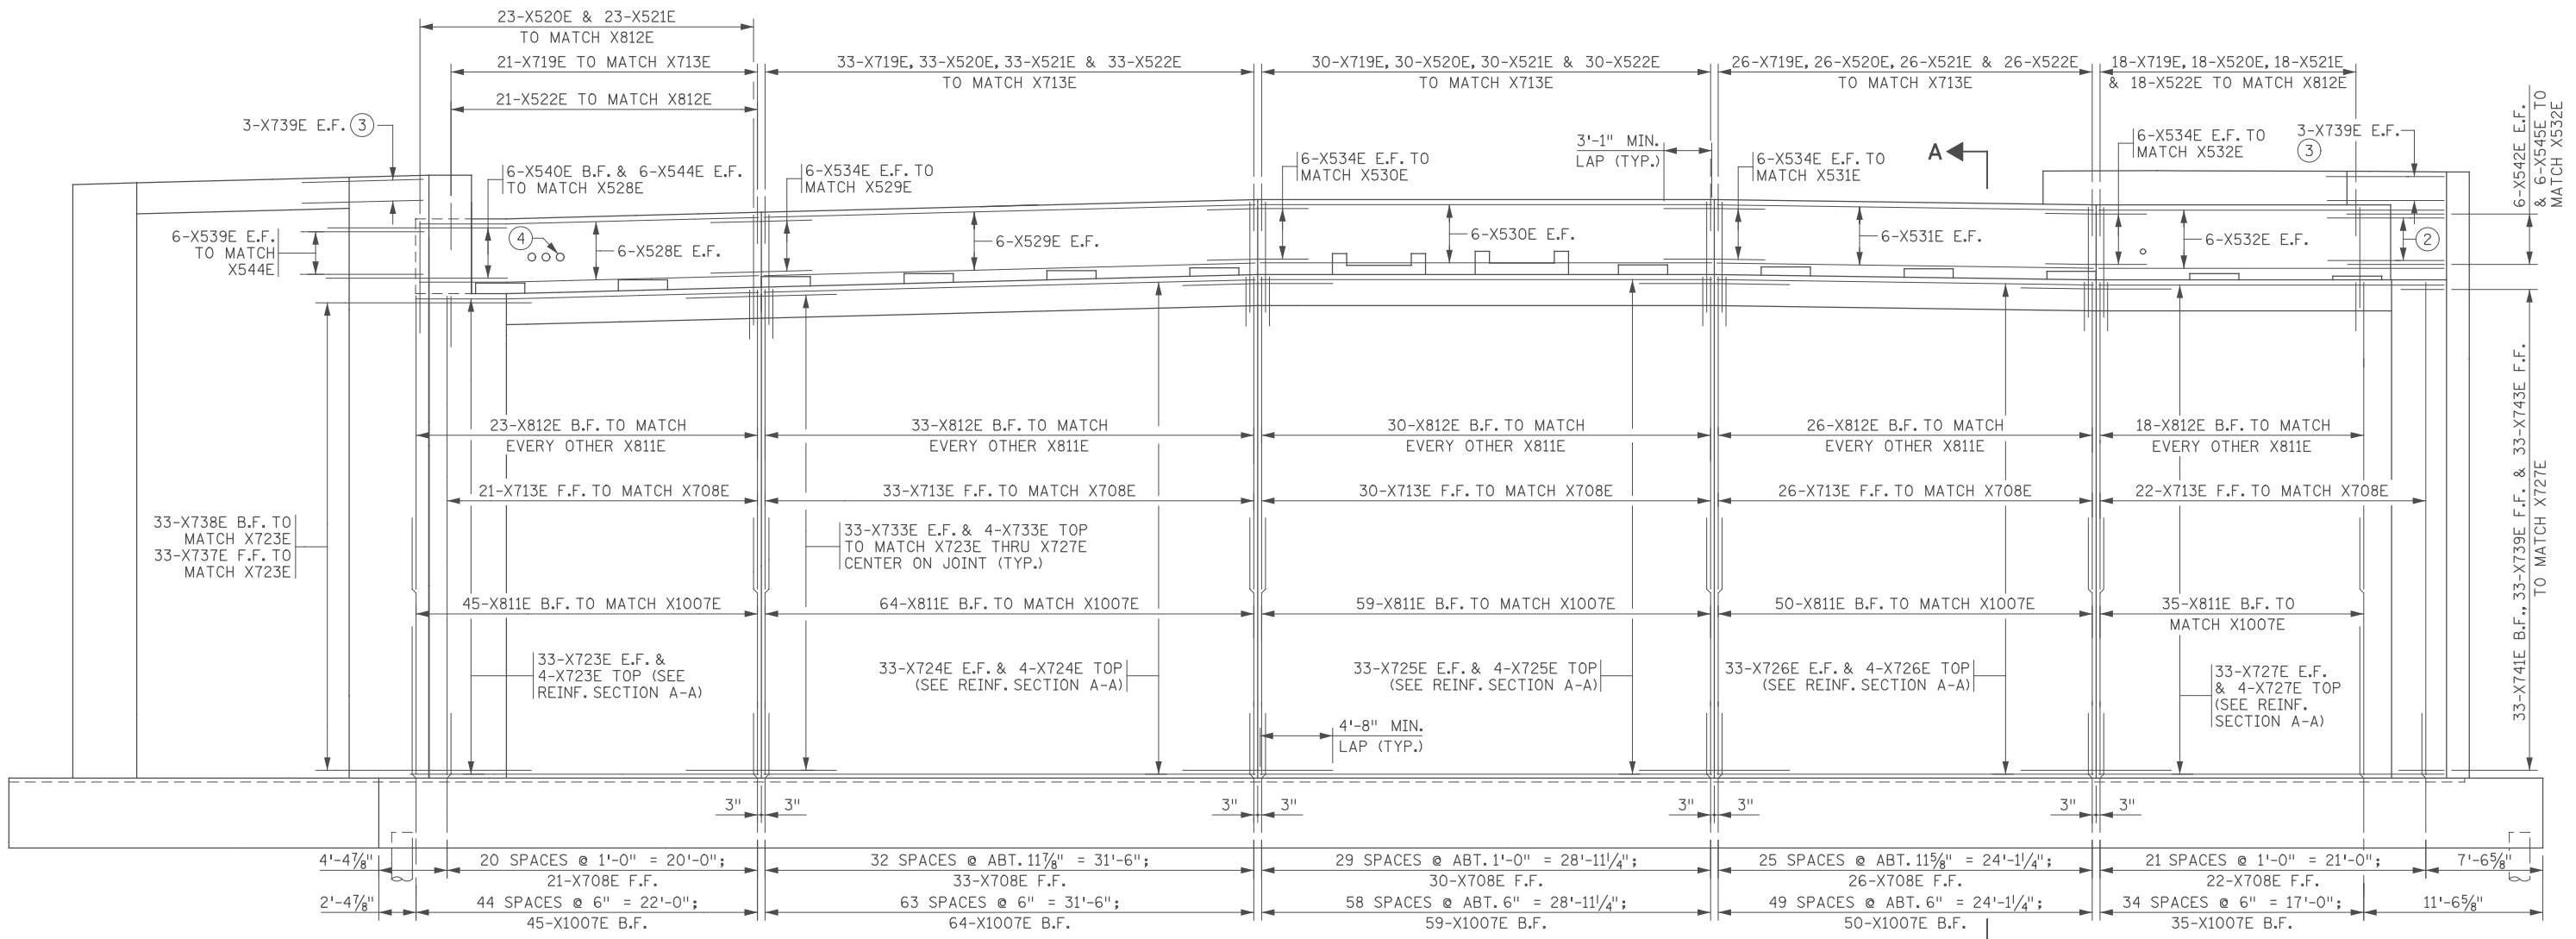 23-X520E & 23-X521E
TO MATCH X812E
21-X719E TO MATCH X713E
33-X719E, 33-X520E, 33-X521E & 33-X522E
TO MATCH X713E
30-X719E, 30-X520E, 30-X521E & 30-X522E
TO MATCH X713E
26-X719E, 26-X520E, 26-X521E & 26-X522E
TO MATCH X713E
18-X719E, 18-X520E, 18-X521E
& 18-X522E TO MATCH X812E
21-X522E TO MATCH X812E
3-X739E E.F. 3
6-X540E B.F. & 6-X544E E.F.
TO MATCH X528E
6-X534E E.F. TO
MATCH X529E
6-X534E E.F. TO
MATCH X530E
3'-1" MIN.
LAP (TYP.)
6-X534E E.F. TO
MATCH X531E
A
6-X534E E.F. TO
MATCH X532E
3-X739E E.F.
3
6-X542E E.F.
& 6-X545E TO
MATCH X532E
6-X539E E.F.
TO MATCH
X544E
4
6-X528E E.F.
6-X529E E.F.
6-X530E E.F.
6-X531E E.F.
6-X532E E.F.
2
23-X812E B.F. TO MATCH
EVERY OTHER X811E
33-X812E B.F. TO MATCH
EVERY OTHER X811E
30-X812E B.F. TO MATCH
EVERY OTHER X811E
26-X812E B.F. TO MATCH
EVERY OTHER X811E
18-X812E B.F. TO MATCH
EVERY OTHER X811E
21-X713E F.F. TO MATCH X708E
33-X713E F.F. TO MATCH X708E
30-X713E F.F. TO MATCH X708E
26-X713E F.F. TO MATCH X708E
22-X713E F.F. TO MATCH X708E
33-X738E B.F. TO
MATCH X723E
33-X737E F.F. TO
MATCH X723E
33-X733E E.F. & 4-X733E TOP
TO MATCH X723E THRU X727E
CENTER ON JOINT (TYP.)
33-X741E B.F., 33-X739E F.F. & 33-X743E F.F.
TO MATCH X727E
45-X811E B.F. TO MATCH X1007E
64-X811E B.F. TO MATCH X1007E
59-X811E B.F. TO MATCH X1007E
50-X811E B.F. TO MATCH X1007E
35-X811E B.F. TO
MATCH X1007E
33-X723E E.F. &
4-X723E TOP (SEE
REINF. SECTION A-A)
33-X724E E.F. & 4-X724E TOP
(SEE REINF. SECTION A-A)
33-X725E E.F. & 4-X725E TOP
(SEE REINF. SECTION A-A)
33-X726E E.F. & 4-X726E TOP
(SEE REINF. SECTION A-A)
33-X727E E.F.
& 4-X727E TOP
(SEE REINF.
SECTION A-A)
4'-8" MIN.
LAP (TYP.)
3" 3" 3" 3" 3" 3" 3" 3"
4'-4⅞" 20 SPACES @ 1'-0" = 20'-0"; 32 SPACES @ ABT. 11⅞" = 31'-6"; 29 SPACES @ ABT. 1'-0" = 28'-11¼"; 25 SPACES @ ABT. 11⅝" = 24'-1¼"; 21 SPACES @ 1'-0" = 21'-0"; 7'-6⅝"
21-X708E F.F. 33-X708E F.F. 30-X708E F.F. 26-X708E F.F. 22-X708E F.F.
2'-4⅞" 44 SPACES @ 6" = 22'-0"; 63 SPACES @ 6" = 31'-6"; 58 SPACES @ ABT. 6" = 28'-11¼"; 49 SPACES @ ABT. 6" = 24'-1¼"; 34 SPACES @ 6" = 17'-0"; 11'-6⅝"
45-X1007E B.F. 64-X1007E B.F. 59-X1007E B.F. 50-X1007E B.F. 35-X1007E B.F.